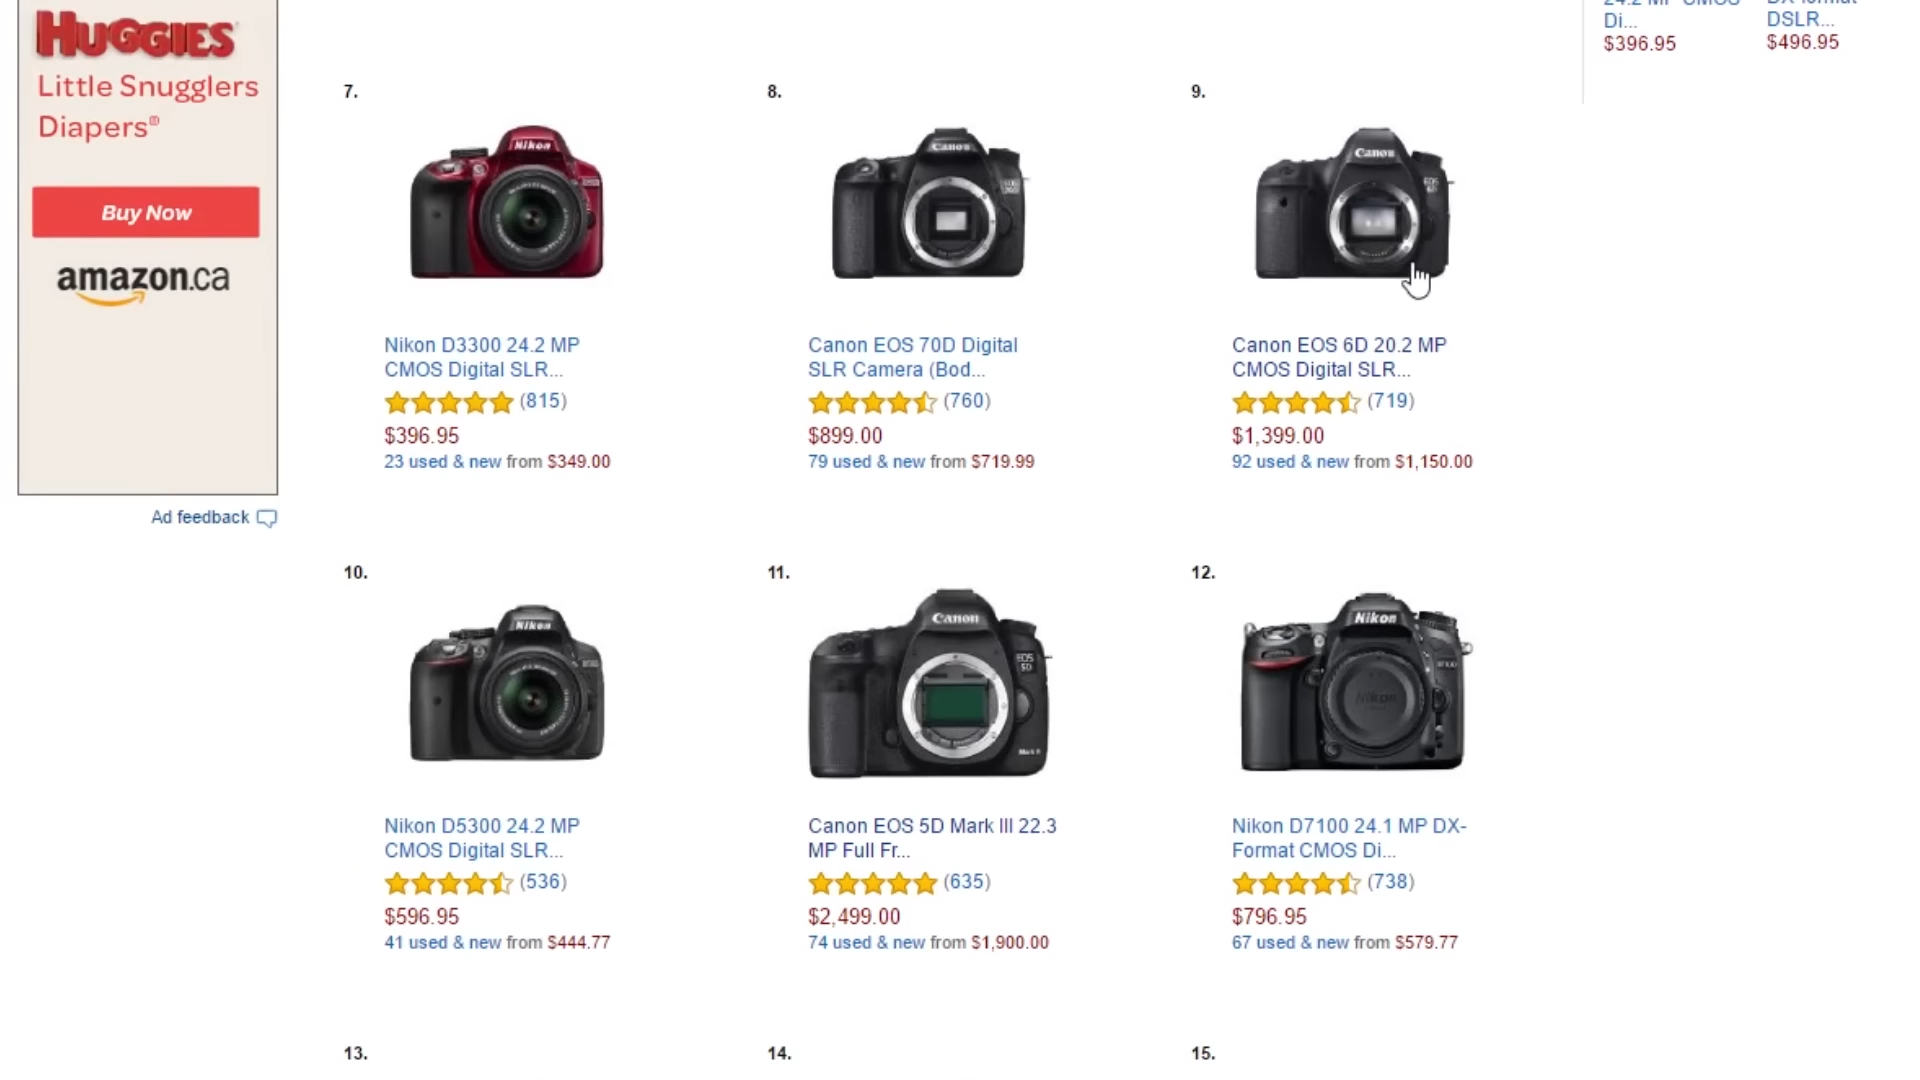 HUGGIES
Little Snugglers
Diapers®
Buy Now
amazon.ca
Ad feedback
Di...
$396.95
DSLR...
$496.95
7.
Nikon
Nikon D3300 24.2 MP
CMOS Digital SLR...
(815)
$396.95
23 used & new from $349.00
8.
Canon
Canon EOS 70D Digital
SLR Camera (Bod...
(760)
$899.00
79 used & new from $719.99
9.
Canon
EOS
6D
Canon EOS 6D 20.2 MP
CMOS Digital SLR...
(719)
$1,399.00
92 used & new from $1,150.00
10.
Nikon
Nikon D5300 24.2 MP
CMOS Digital SLR...
(536)
$596.95
41 used & new from $444.77
11.
Canon
EOS
5D
Canon EOS 5D Mark III 22.3
MP Full Fr...
(635)
$2,499.00
74 used & new from $1,900.00
12.
Nikon
Nikon
Nikon D7100 24.1 MP DX-
Format CMOS Di...
(738)
$796.95
67 used & new from $579.77
13.
14.
15.